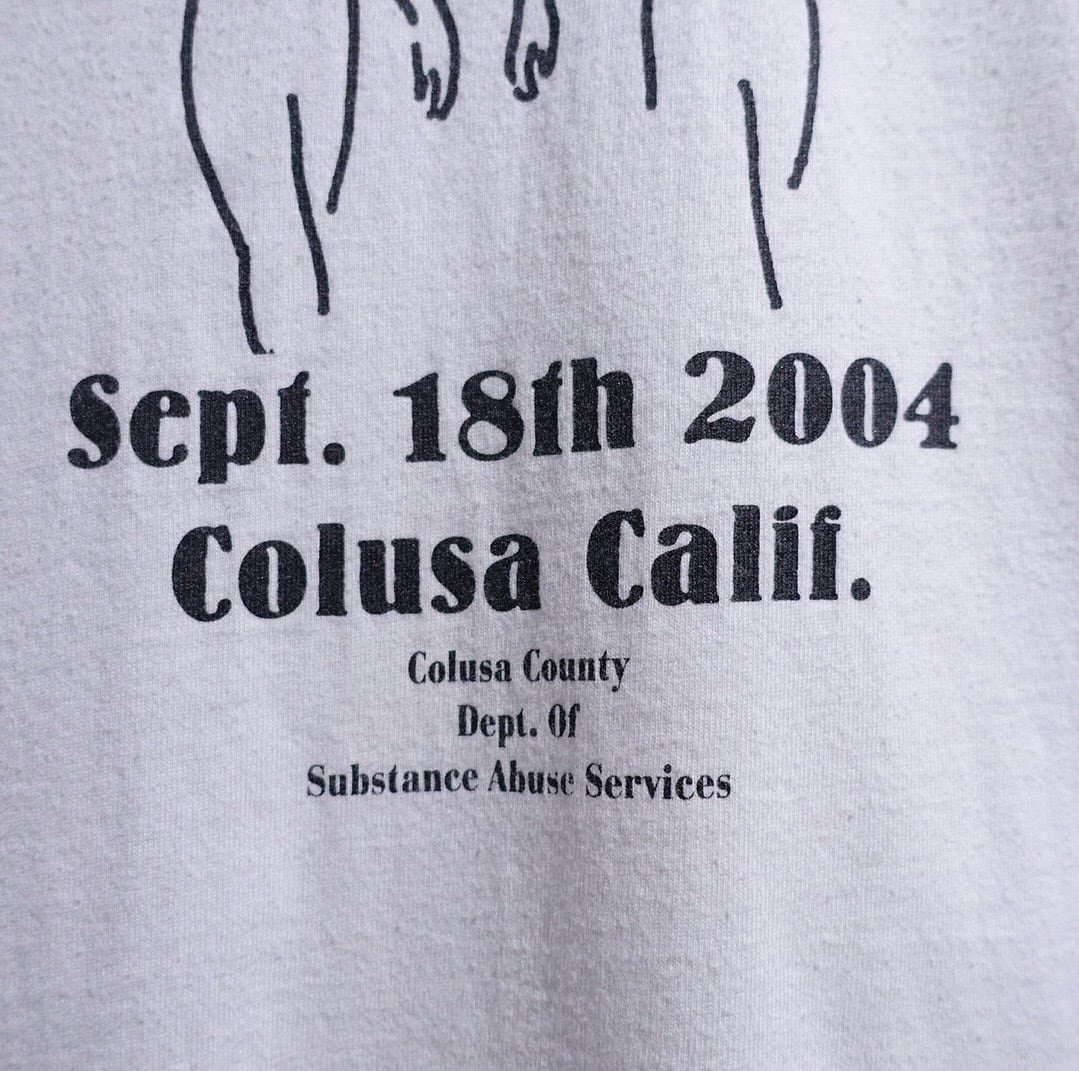 Sept. 18th 2004
Colusa Calif.
Colusa County
Dept. Of
Substance Abuse Services